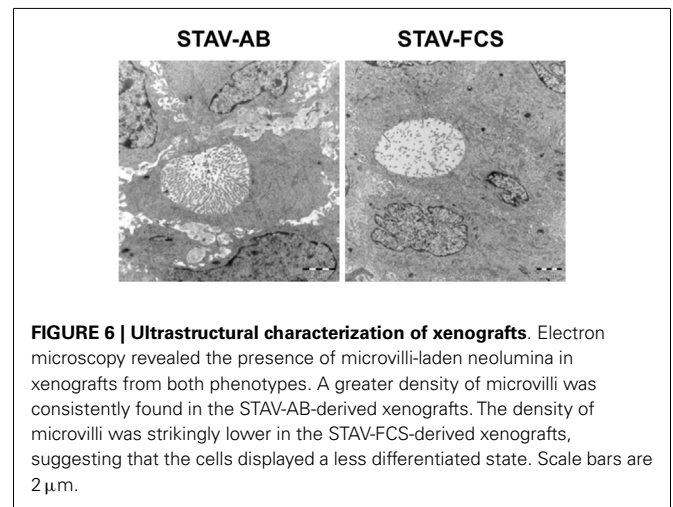 STAV-AB STAV-FCS
FIGURE 6 | Ultrastructural characterization of xenografts. Electron
microscopy revealed the presence of microvilli-laden neolumina in
xenografts from both phenotypes. A greater density of microvilli was
consistently found in the STAV-AB-derived xenografts. The density of
microvilli was strikingly lower in the STAV-FCS-derived xenografts,
suggesting that the cells displayed a less differentiated state. Scale bars are
2 μm.